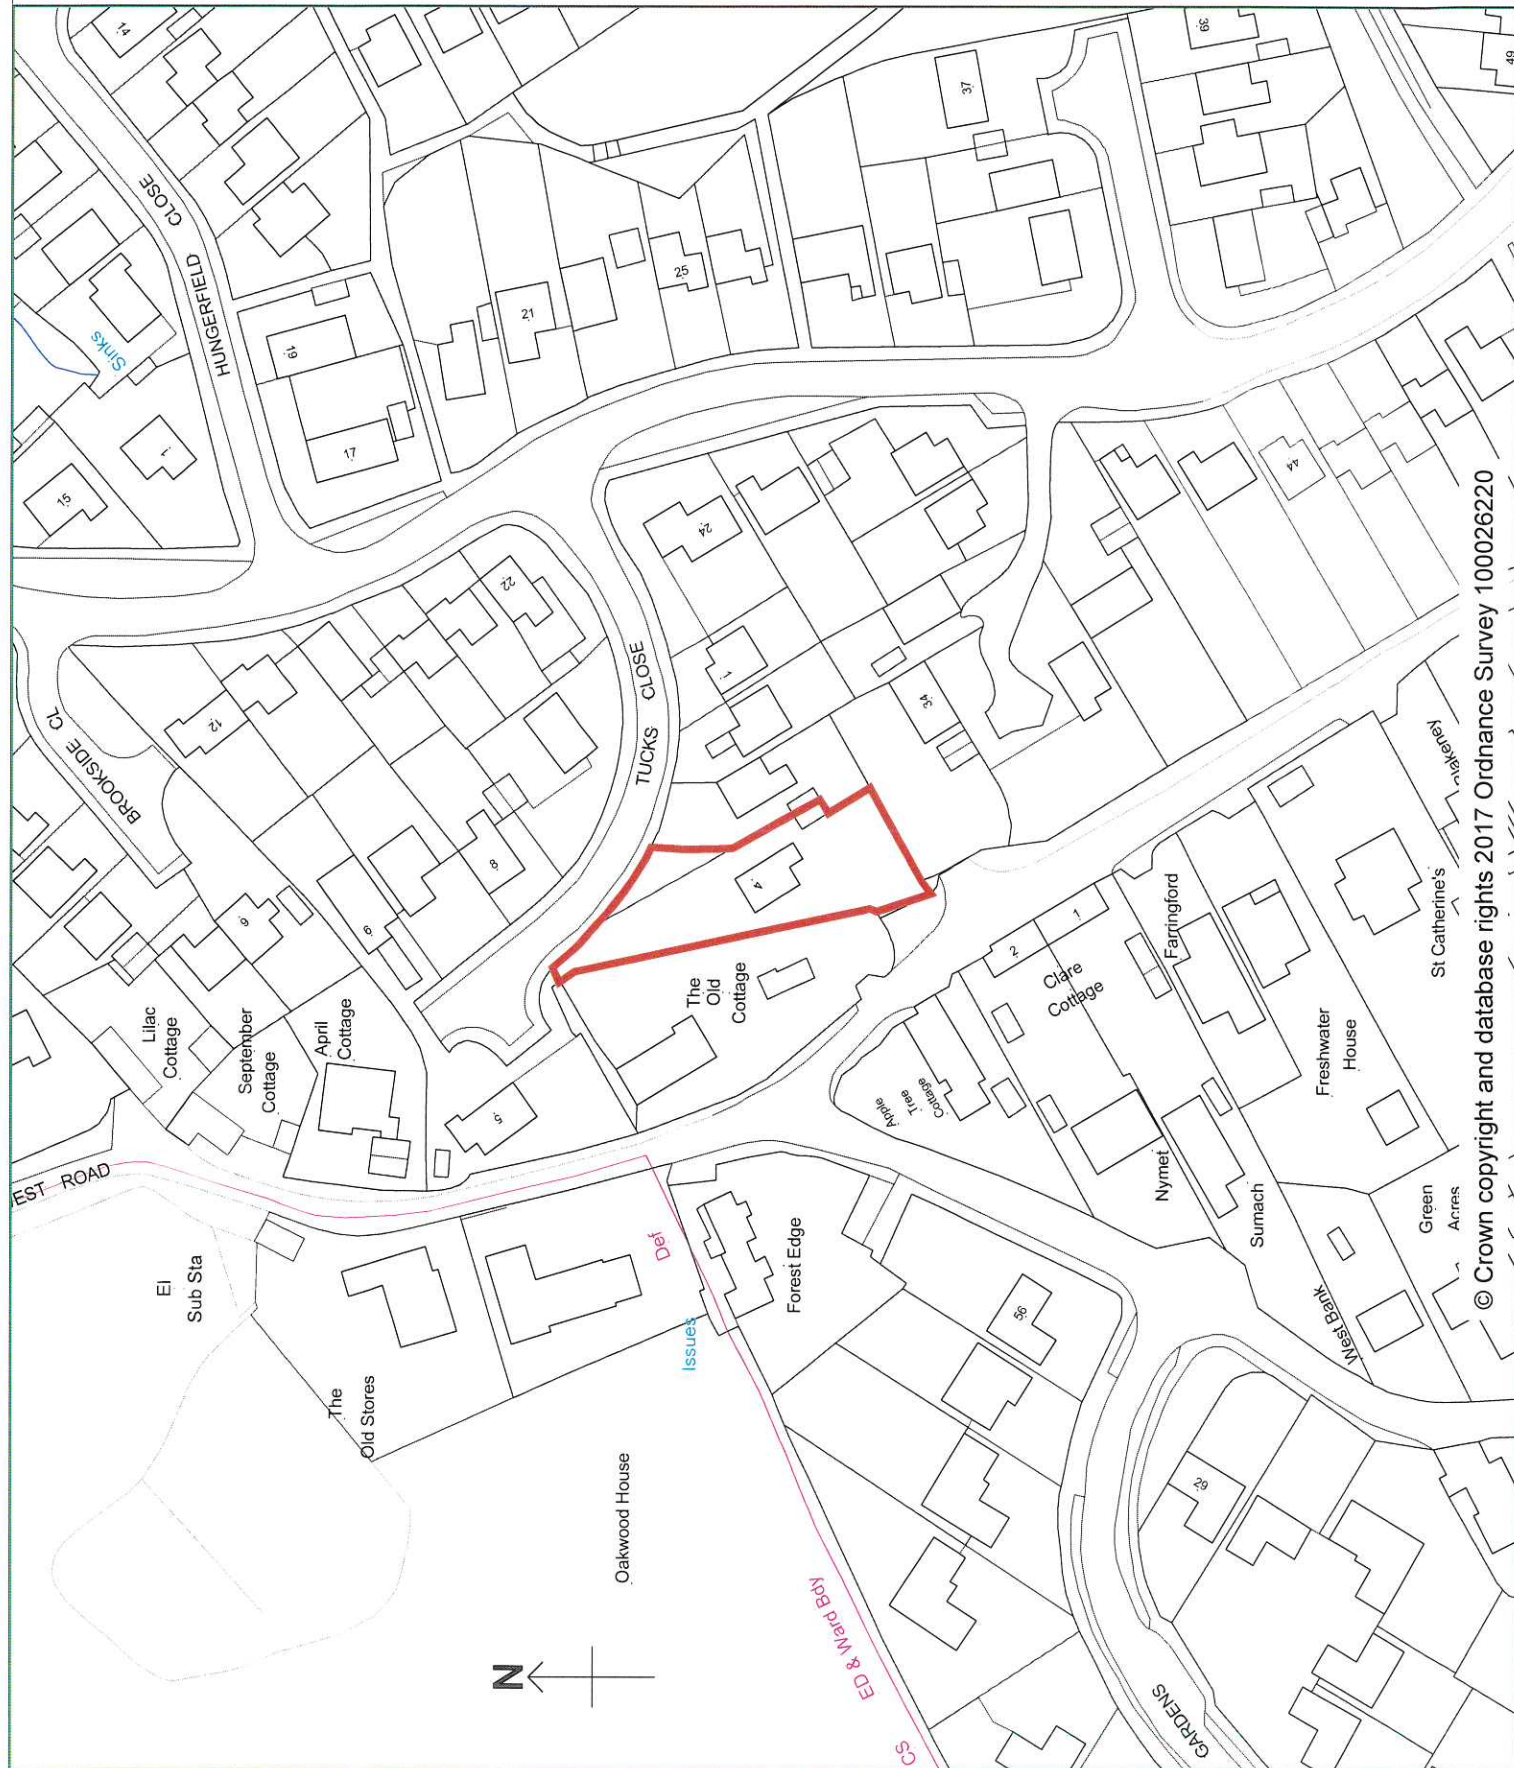 14
39
49
37
CLOSE
HUNGERFIELD
Sinks
19
21
25
17
1
15
24
44
22
BROOKSIDE CL
12
TUCKS CLOSE
1
34
8
4
6
9
Lilac
Cottage
September
Cottage
April
Cottage
The
Old
Cottage
5
2
1
Clare
Cottage
Farringford
Apple
Tree
Cottage
St Catherine's
Freshwater
House
Nymet
Sumach
Green
Acres
West Bank
EST ROAD
El
Sub Sta
Def
Issues
Forest Edge
56
The
Old Stores
Oakwood House
29
N
ED & Ward Bdy
CS
GARDENS
© Crown copyright and database rights 2017 Ordnance Survey 100026220